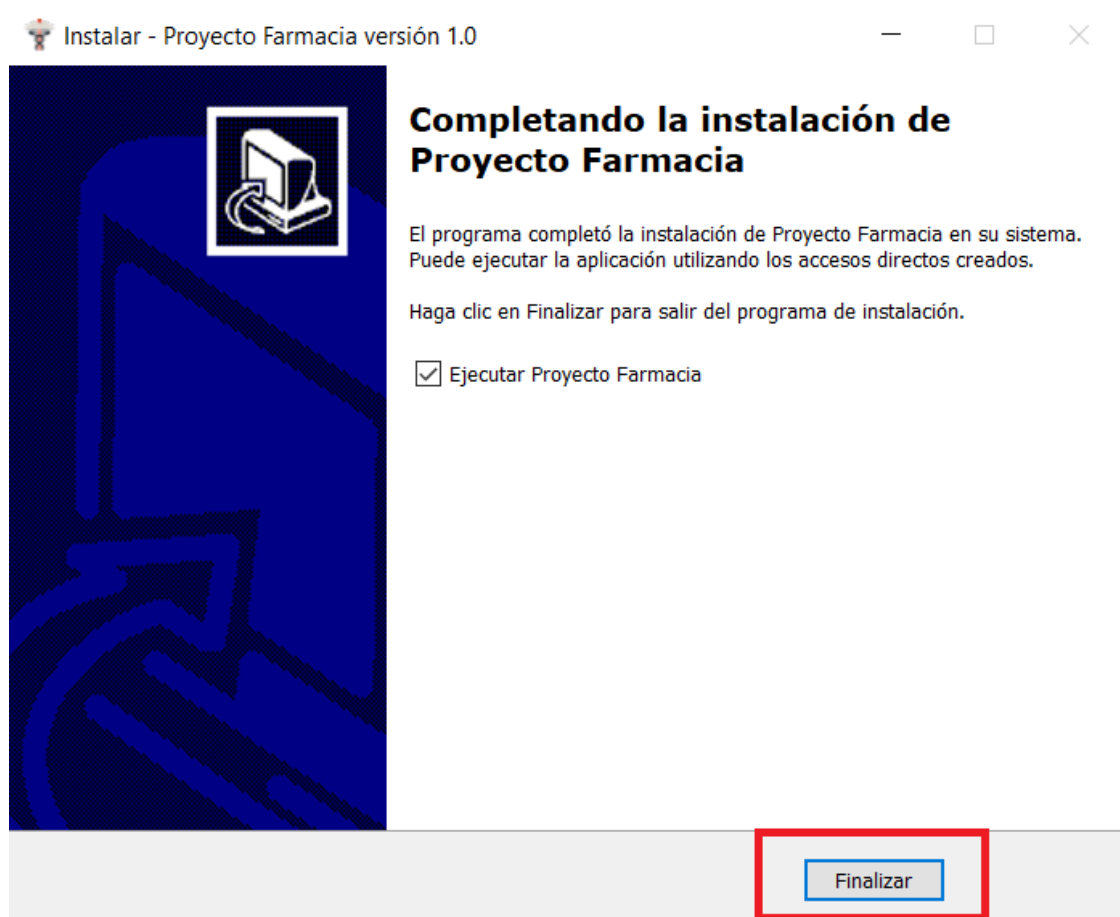 Instalar - Proyecto Farmacia versión 1.0
Completando la instalación de
Proyecto Farmacia
El programa completó la instalación de Proyecto Farmacia en su sistema.
Puede ejecutar la aplicación utilizando los accesos directos creados.
Haga clic en Finalizar para salir del programa de instalación.
Ejecutar Proyecto Farmacia
Finalizar